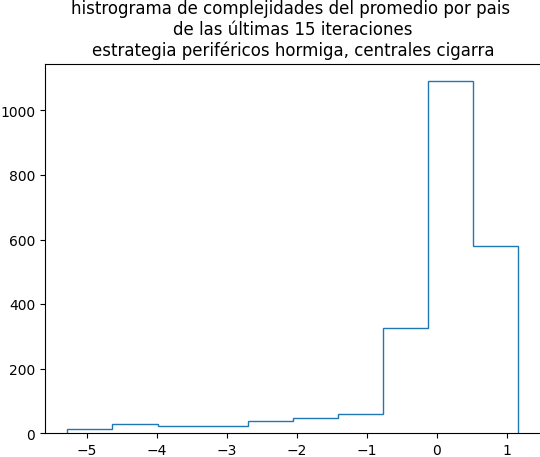 histrograma de complejidades del promedio por pais
de las últimas 15 iteraciones
estrategia periféricos hormiga, centrales cigarra
1000
800
600
400
200
0
−5 −4 −3 −2 −1 0 1